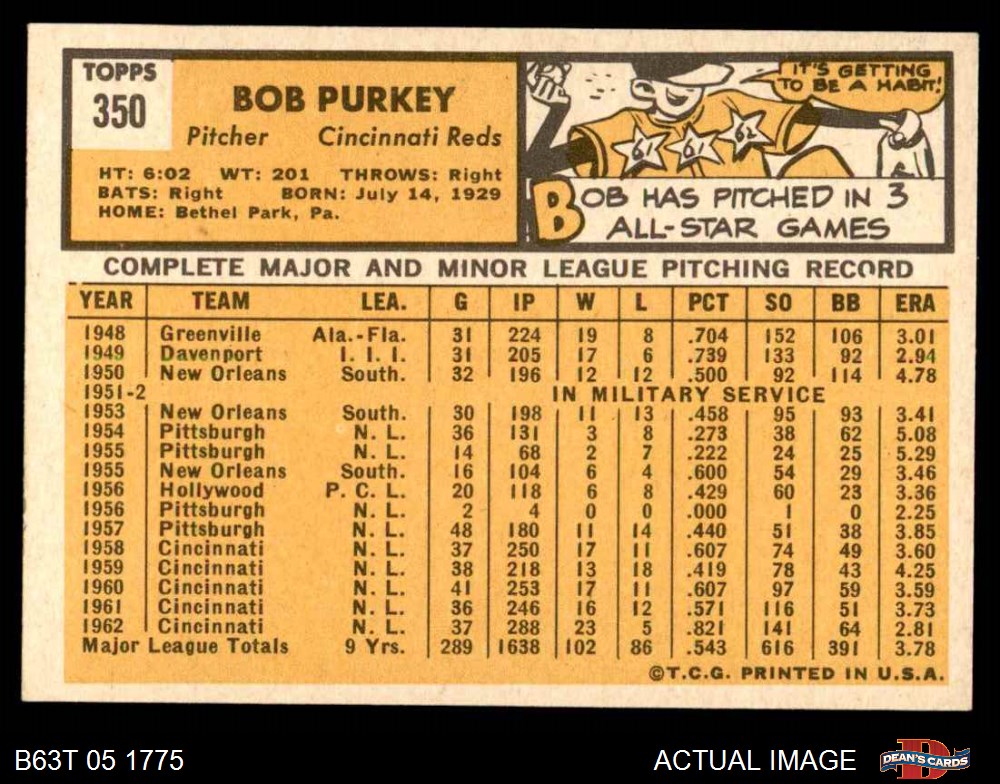 TOPPS
350
BOB PURKEY
Pitcher Cincinnati Reds
HT: 6:02 WT: 201 THROWS: Right
BATS: Right BORN: July 14, 1929
HOME: Bethel Park, Pa.
IT'S GETTING
TO BE A HABIT!
61 61 62
BOB HAS PITCHED IN 3
ALL-STAR GAMES
COMPLETE MAJOR AND MINOR LEAGUE PITCHING RECORD
YEAR TEAM LEA. G IP W L PCT SO BB ERA
1948 Greenville Ala.-Fla. 31 224 19 8 .704 152 106 3.01
1949 Davenport I. I. I. 31 205 17 6 .739 133 92 2.94
1950 New Orleans South. 32 196 12 12 .500 92 114 4.78
1951-2 IN MILITARY SERVICE
1953 New Orleans South. 30 198 11 13 .458 95 93 3.41
1954 Pittsburgh N. L. 36 131 3 8 .273 38 62 5.08
1955 Pittsburgh N. L. 14 68 2 7 .222 24 25 5.29
1955 New Orleans South. 16 104 6 4 .600 54 29 3.46
1956 Hollywood P. C. L. 20 118 6 8 .429 60 23 3.36
1956 Pittsburgh N. L. 2 4 0 0 .000 1 0 2.25
1957 Pittsburgh N. L. 48 180 11 14 .440 51 38 3.85
1958 Cincinnati N. L. 37 250 17 11 .607 74 49 3.60
1959 Cincinnati N. L. 38 218 13 18 .419 78 43 4.25
1960 Cincinnati N. L. 41 253 17 11 .607 97 59 3.59
1961 Cincinnati N. L. 36 246 16 12 .571 116 51 3.73
1962 Cincinnati N. L. 37 288 23 5 .821 141 64 2.81
Major League Totals 9 Yrs. 289 1638 102 86 .543 616 391 3.78
©T.C.G. PRINTED IN U.S.A.
B63T 05 1775 ACTUAL IMAGE
DEAN'S CARDS